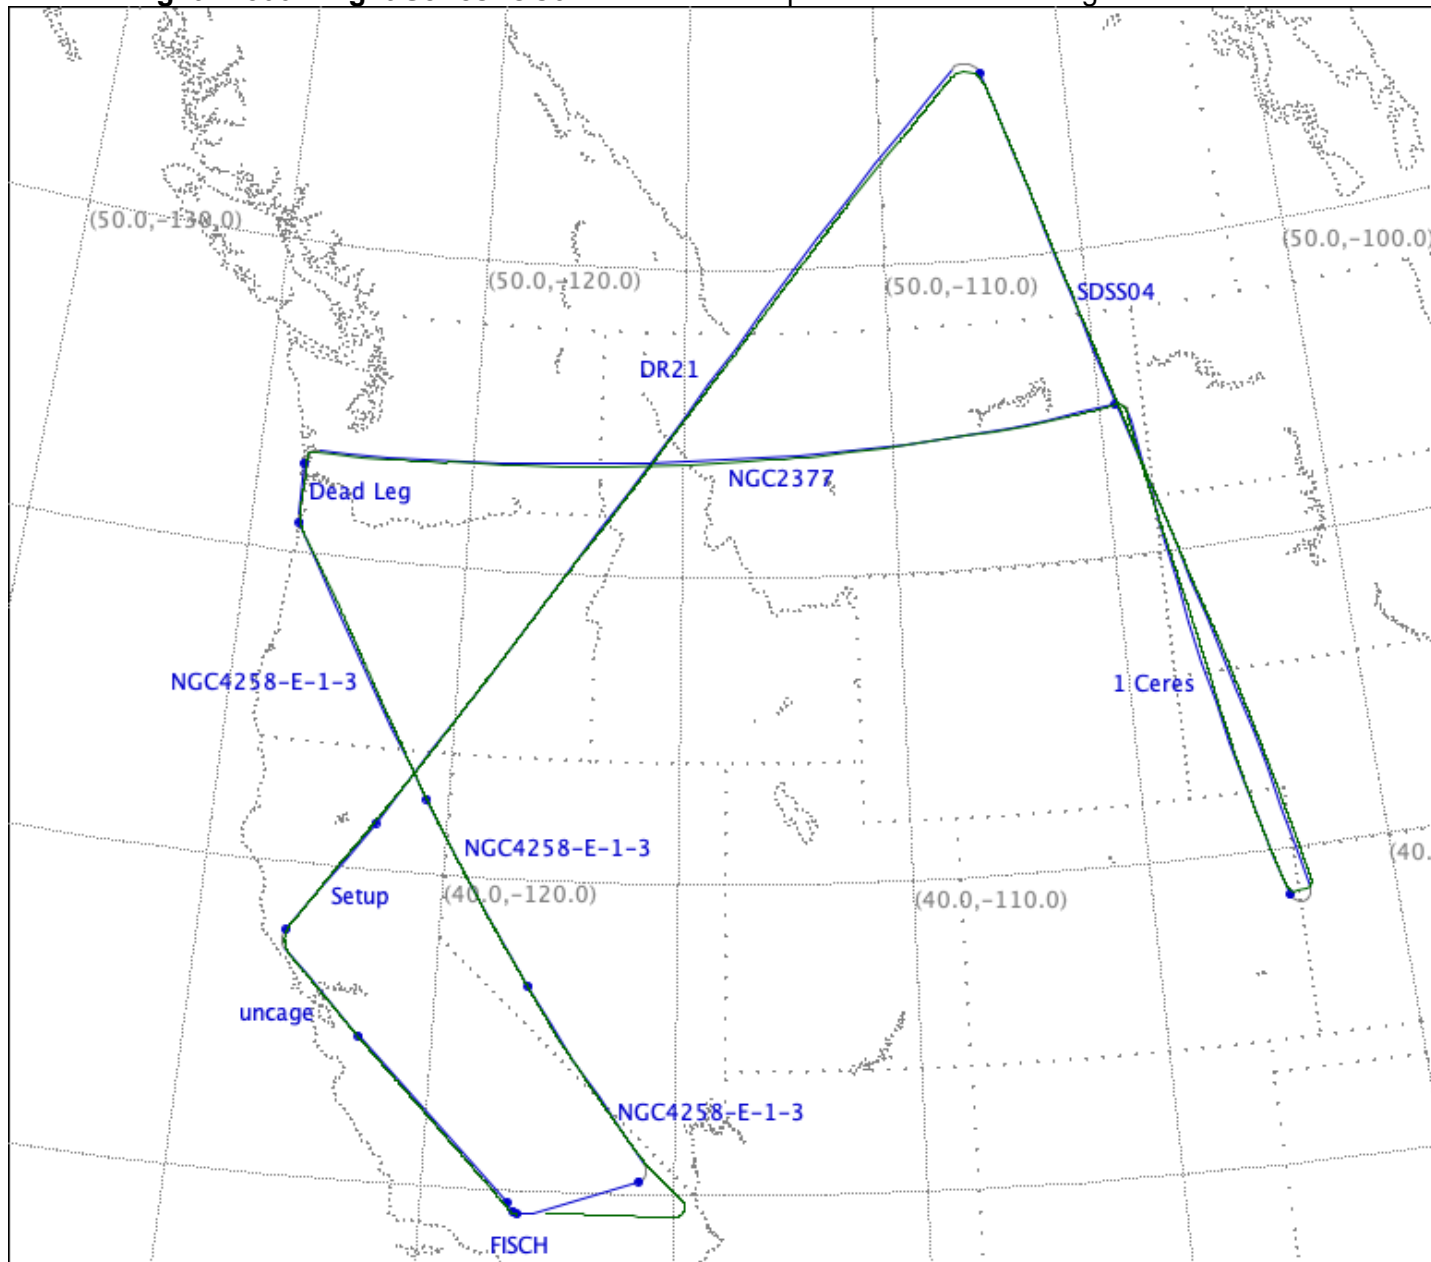 (50.0,-130.0)
(50.0,-120.0)
(50.0,-110.0)
(50.0,-100.0)
SDSS04
DR21
NGC2377
Dead Leg
NGC4258-E-1-3
1 Ceres
NGC4258-E-1-3
Setup
(40.0,-120.0)
(40.0,-110.0)
(40.
uncage
NGC4258-E-1-3
FISCH